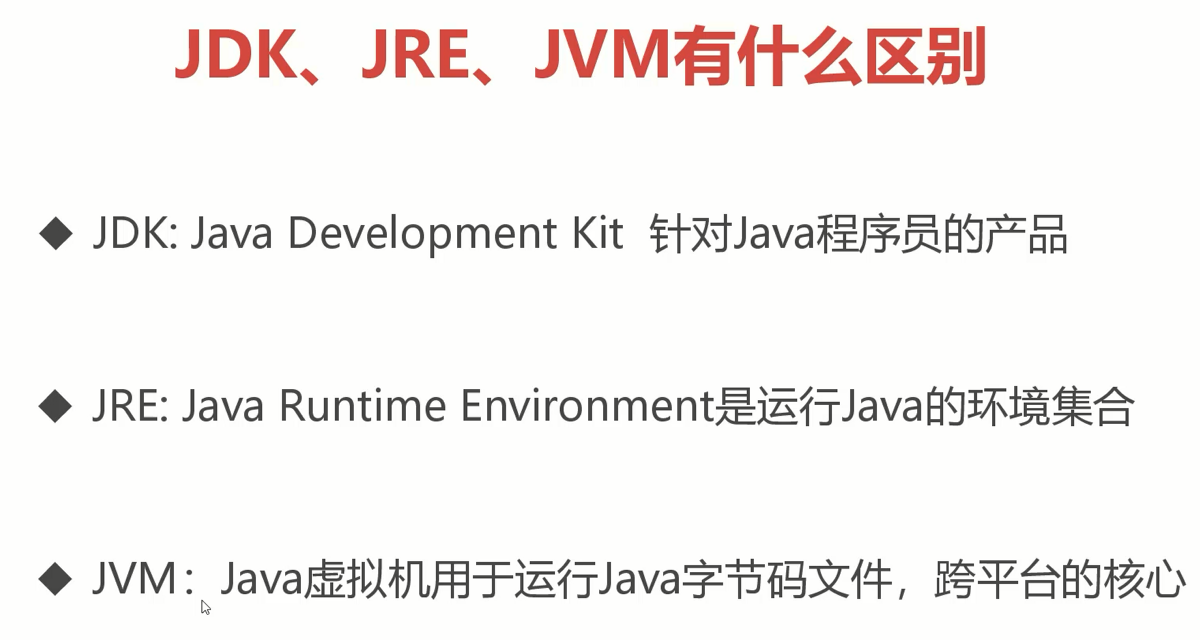 JDK、JRE、JVM有什么区别
◆ JDK: Java Development Kit 针对Java程序员的产品
◆ JRE: Java Runtime Environment是运行Java的环境集合
◆ JVM：Java虚拟机用于运行Java字节码文件，跨平台的核心